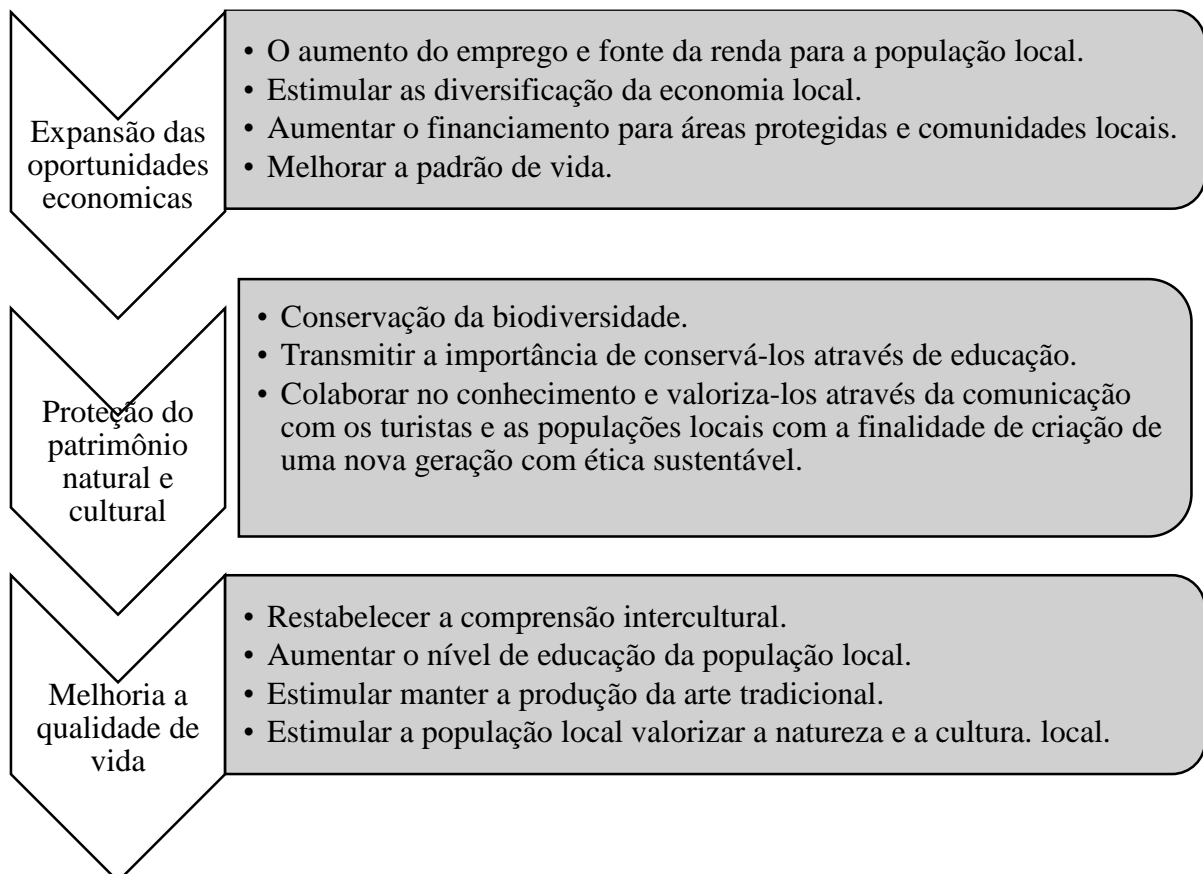 Expansão das
oportunidades
economicas
• O aumento do emprego e fonte da renda para a população local.
• Estimular as diversificação da economia local.
• Aumentar o financiamento para áreas protegidas e comunidades locais.
• Melhorar a padrão de vida.
Proteção do
patrimônio
natural e
cultural
• Conservação da biodiversidade.
• Transmitir a importância de conservá-los através de educação.
• Colaborar no conhecimento e valoriza-los através da comunicação
com os turistas e as populações locais com a finalidade de criação de
uma nova geração com ética sustentável.
Melhoria a
qualidade de
vida
• Restabelecer a comprensão intercultural.
• Aumentar o nível de educação da população local.
• Estimular manter a produção da arte tradicional.
• Estimular a população local valorizar a natureza e a cultura. local.